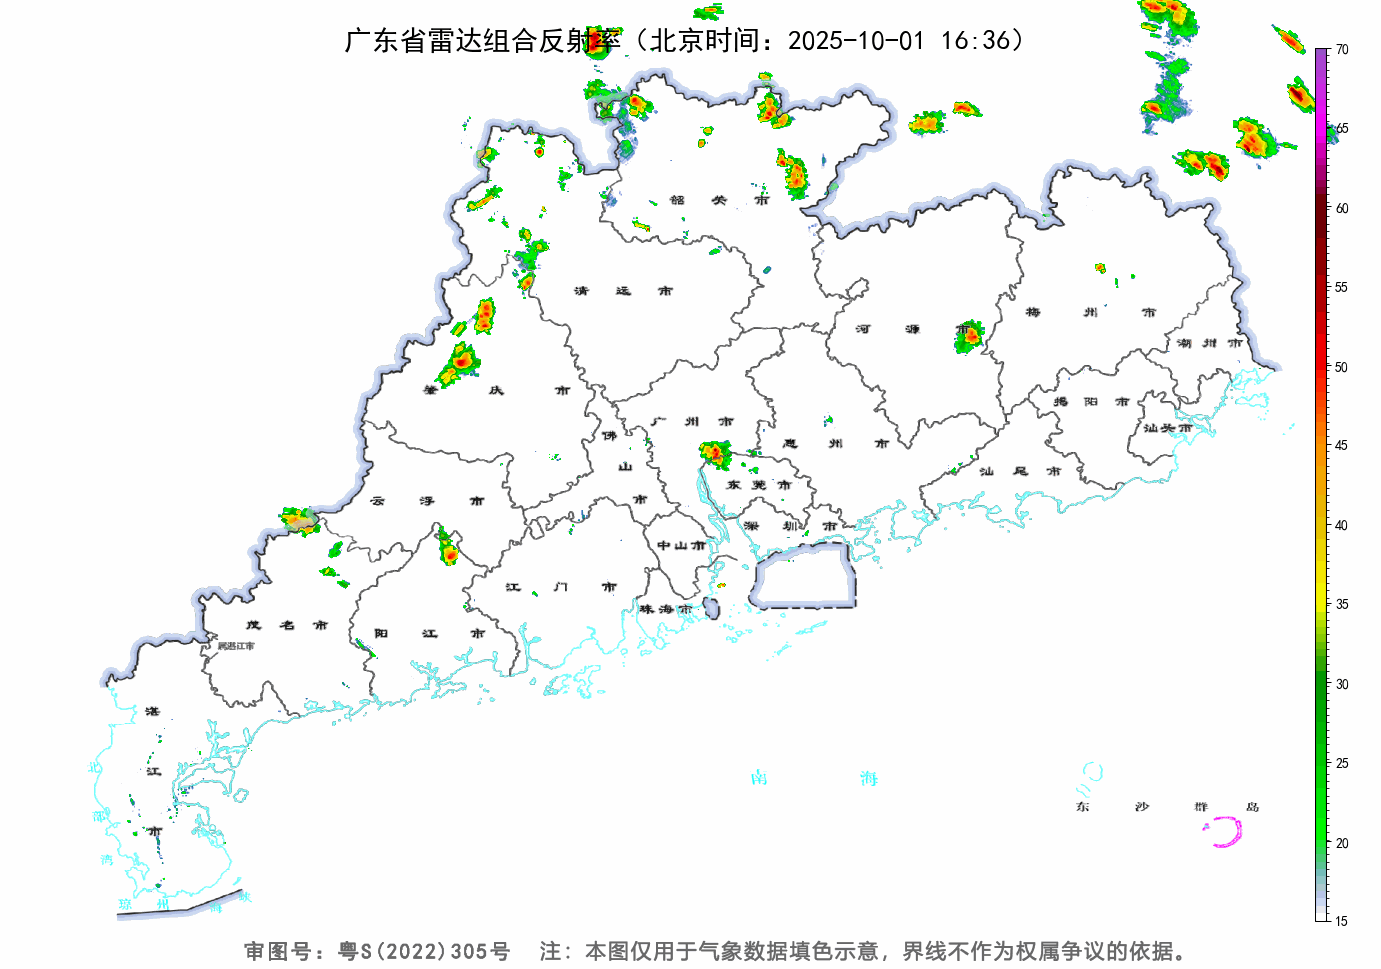 广东省雷达组合反射率（北京时间：2025-10-01 16:36）
70
65
60
55
50
45
40
35
30
25
20
15
韶关市
清远市
河源市
梅州市
潮州市
肇庆市
广州市
揭阳市
汕头市
佛山市
惠州市
汕尾市
云浮市
东莞市
深圳市
中山市
江门市
珠海市
茂名市
阳江市
属湛江市
湛江市
北部湾
南海
东沙群岛
琼州海峡
审图号：粤S(2022)305号 注：本图仅用于气象数据填色示意，界线不作为权属争议的依据。